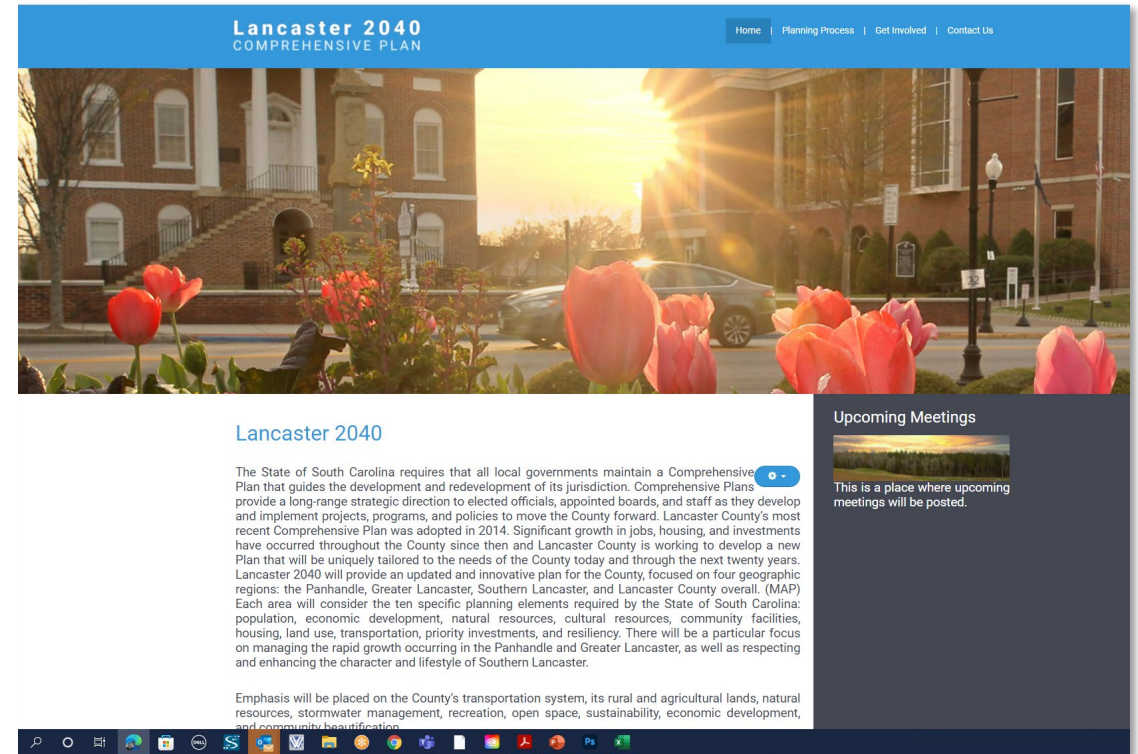 Lancaster 2040
COMPREHENSIVE PLAN
Home | Planning Process | Get Involved | Contact Us
22
Lancaster 2040
The State of South Carolina requires that all local governments maintain a Comprehensive
Plan that guides the development and redevelopment of its jurisdiction. Comprehensive Plans
provide a long-range strategic direction to elected officials, appointed boards, and staff as they develop
and implement projects, programs, and policies to move the County forward. Lancaster County's most
recent Comprehensive Plan was adopted in 2014. Significant growth in jobs, housing, and investments
have occurred throughout the County since then and Lancaster County is working to develop a new
Plan that will be uniquely tailored to the needs of the County today and through the next twenty years.
Lancaster 2040 will provide an updated and innovative plan for the County, focused on four geographic
regions: the Panhandle, Greater Lancaster, Southern Lancaster, and Lancaster County overall. (MAP)
Each area will consider the ten specific planning elements required by the State of South Carolina:
population, economic development, natural resources, cultural resources, community facilities,
housing, land use, transportation, priority investments, and resiliency. There will be a particular focus
on managing the rapid growth occurring in the Panhandle and Greater Lancaster, as well as respecting
and enhancing the character and lifestyle of Southern Lancaster.
Emphasis will be placed on the County's transportation system, its rural and agricultural lands, natural
resources, stormwater management, recreation, open space, sustainability, economic development,
and community beautification
Upcoming Meetings
This is a place where upcoming
meetings will be posted.
DELL
Ps